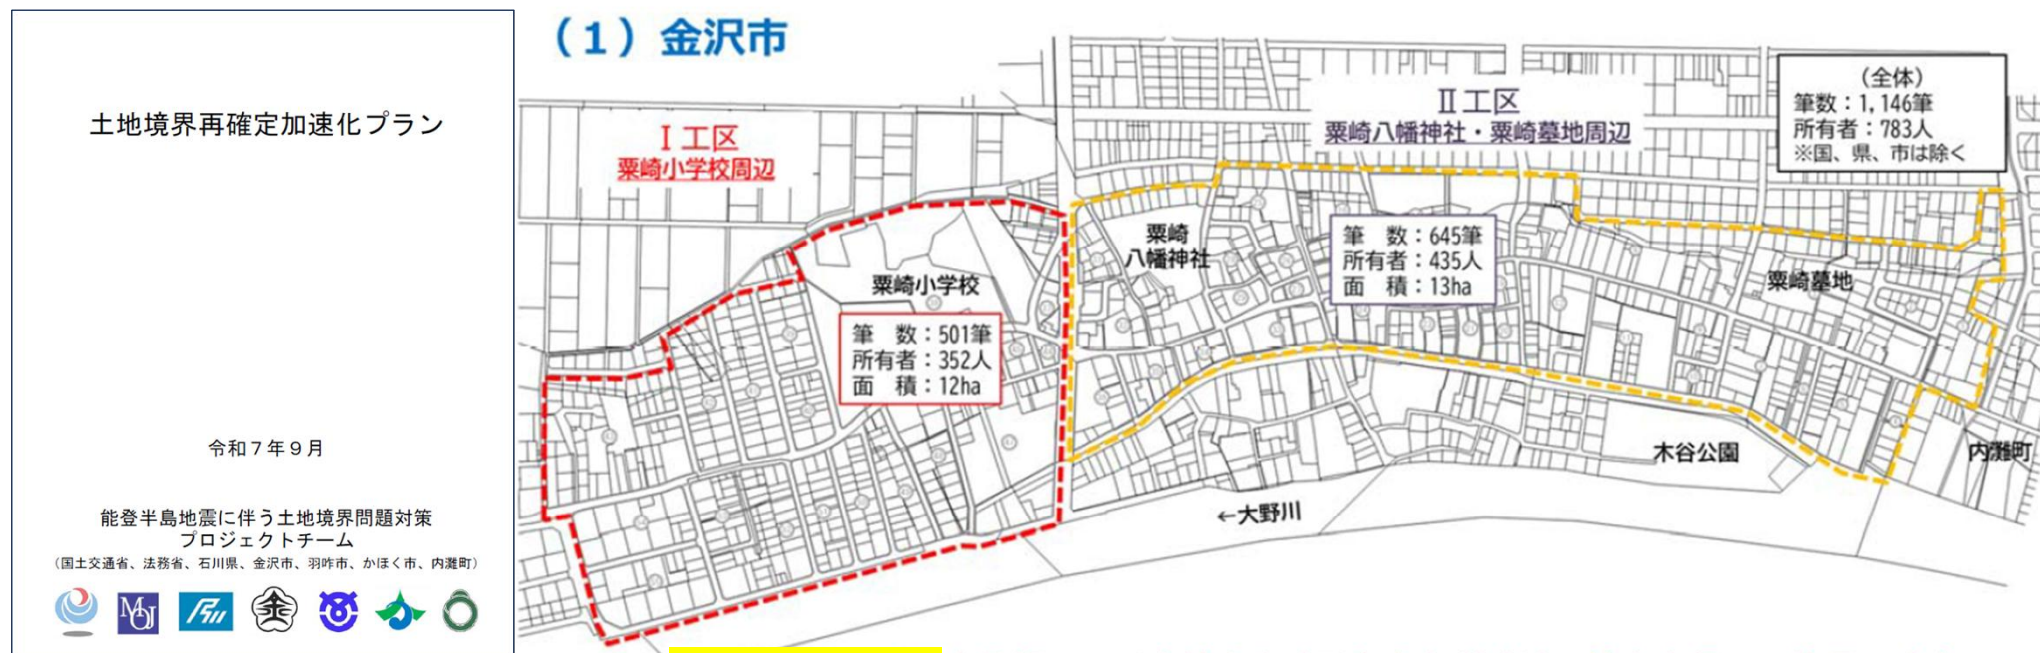 土地境界再確定加速化プラン
令和7年9月
能登半島地震に伴う土地境界問題対策
プロジェクトチーム
(国土交通省、法務省、石川県、金沢市、羽咋市、かほく市、内灘町)
MOJ
(1)金沢市
Ⅰ工区
粟崎小学校周辺
Ⅱ工区
粟崎八幡神社・粟崎墓地周辺
(全体)
筆数:1,146筆
所有者:783人
※国、県、市は除く
粟崎小学校
筆 数:501筆
所有者:352人
面 積:12ha
粟崎
八幡神社
筆 数:645筆
所有者:435人
面 積:13ha
粟崎墓地
木谷公園
内灘町
←大野川